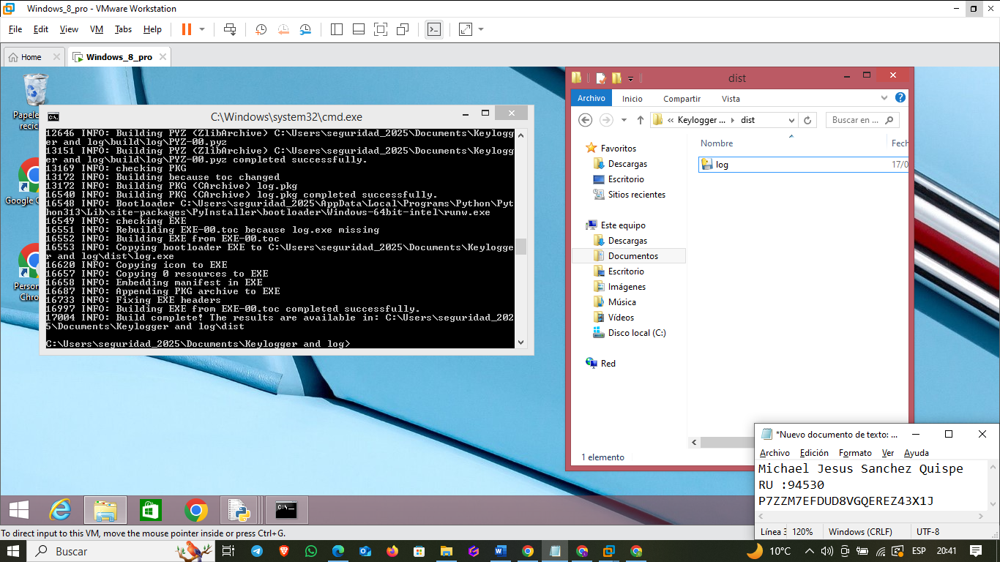 Windows_8_pro - VMware Workstation
File Edit View VM Tabs Help
Home
Windows_8_pro
C:\Windows\system32\cmd.exe
12646 INFO: Building PYZ (ZlibArchive) C:\Users\seguridad_2025\Documents\Keylogg
er and log\build\log\PYZ-00.pyz
13151 INFO: Building PYZ (ZlibArchive) C:\Users\seguridad_2025\Documents\Keylogg
er and log\build\log\PYZ-00.pyz completed successfully.
13169 INFO: checking PKG
13172 INFO: Building because toc changed
13172 INFO: Building PKG (CArchive) log.pkg
16540 INFO: Building PKG (CArchive) log.pkg completed successfully.
16548 INFO: Bootloader C:\Users\seguridad_2025\AppData\Local\Programs\Python\Pyt
hon313\Lib\site-packages\PyInstaller\bootloader\Windows-64bit-intel\runw.exe
16549 INFO: checking EXE
16551 INFO: Rebuilding EXE-00.toc because log.exe missing
16552 INFO: Building EXE from EXE-00.toc
16553 INFO: Copying bootloader EXE to C:\Users\seguridad_2025\Documents\Keylogge
r and log\dist\log.exe
16620 INFO: Copying icon to EXE
16657 INFO: Copying 0 resources to EXE
16658 INFO: Embedding manifest in EXE
16687 INFO: Appending PKG archive to EXE
16733 INFO: Fixing EXE headers
16997 INFO: Building EXE from EXE-00.toc completed successfully.
17004 INFO: Build complete! The results are available in: C:\Users\seguridad_202
5\Documents\Keylogger and log\dist
C:\Users\seguridad_2025\Documents\Keylogger and log>
Papele
recic
Google C
Person
Chro
dist
Archivo Inicio Compartir Vista
« Keylogger ... dist
Buscar en ...
Nombre Fech
log 17/0
Favoritos
Descargas
Escritorio
Sitios recientes
Este equipo
Descargas
Documentos
Escritorio
Imágenes
Música
Vídeos
Disco local (C:)
Red
1 elemento
*Nuevo documento de texto: ...
Archivo Edición Formato Ver Ayuda
Michael Jesus Sanchez Quispe
RU :94530
P7ZZM7EFDUD8VGQEREZ43X1J
Línea 3 120% Windows (CRLF) UTF-8
To direct input to this VM, move the mouse pointer inside or press Ctrl+G.
Buscar
10°C ESP 20:41